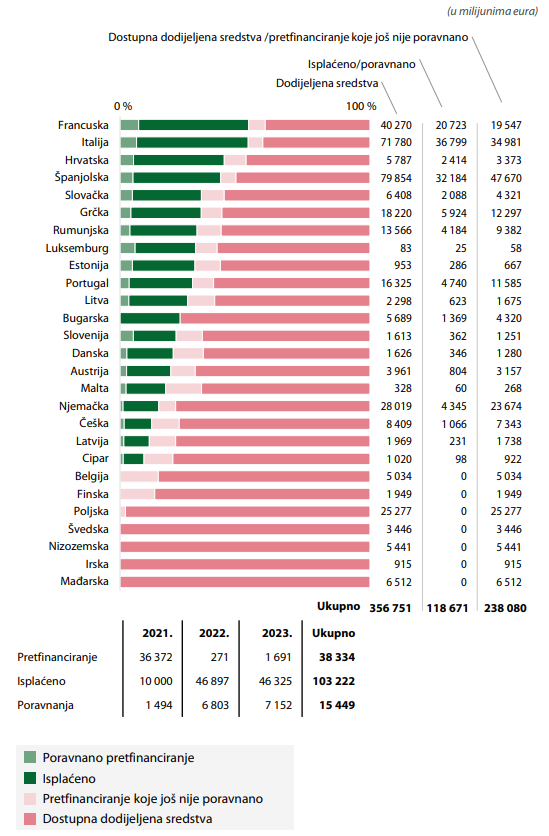 (u milijunima eura)
Dostupna dodijeljena sredstva /pretfinanciranje koje još nije poravnano
Isplaćeno/poravnano
Dodijeljena sredstva
0 % 100 %
Francuska 40 270 20 723 19 547
Italija 71 780 36 799 34 981
Hrvatska 5 787 2 414 3 373
Španjolska 79 854 32 184 47 670
Slovačka 6 408 2 088 4 321
Grčka 18 220 5 924 12 297
Rumunjska 13 566 4 184 9 382
Luksemburg 83 25 58
Estonija 953 286 667
Portugal 16 325 4 740 11 585
Litva 2 298 623 1 675
Bugarska 5 689 1 369 4 320
Slovenija 1 613 362 1 251
Danska 1 626 346 1 280
Austrija 3 961 804 3 157
Malta 328 60 268
Njemačka 28 019 4 345 23 674
Češka 8 409 1 066 7 343
Latvija 1 969 231 1 738
Cipar 1 020 98 922
Belgija 5 034 0 5 034
Finska 1 949 0 1 949
Poljska 25 277 0 25 277
Švedska 3 446 0 3 446
Nizozemska 5 441 0 5 441
Irska 915 0 915
Mađarska 6 512 0 6 512
Ukupno 356 751 118 671 238 080
2021. 2022. 2023. Ukupno
Pretfinanciranje 36 372 271 1 691 38 334
Isplaćeno 10 000 46 897 46 325 103 222
Poravnanja 1 494 6 803 7 152 15 449
Poravnano pretfinanciranje
Isplaćeno
Pretfinanciranje koje još nije poravnano
Dostupna dodijeljena sredstva